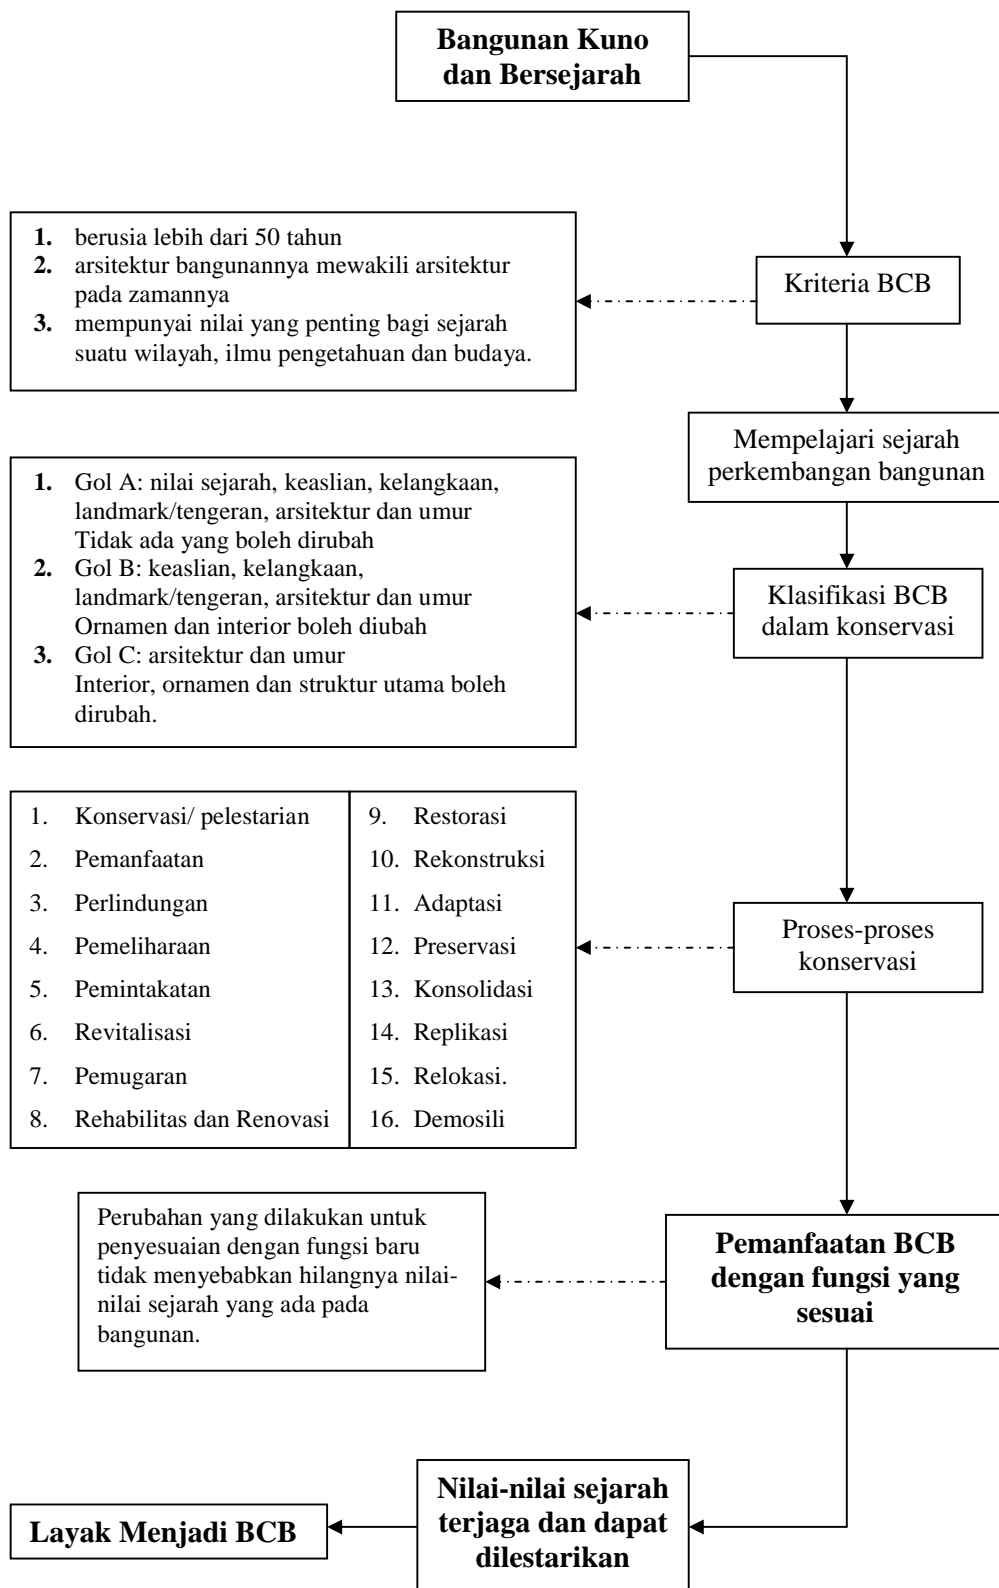 Bangunan Kuno
dan Bersejarah
1. berusia lebih dari 50 tahun
2. arsitektur bangunannya mewakili arsitektur
pada zamannya
3. mempunyai nilai yang penting bagi sejarah
suatu wilayah, ilmu pengetahuan dan budaya.
Kriteria BCB
Mempelajari sejarah
perkembangan bangunan
1. Gol A: nilai sejarah, keaslian, kelangkaan,
landmark/tengeran, arsitektur dan umur
Tidak ada yang boleh dirubah
2. Gol B: keaslian, kelangkaan,
landmark/tengeran, arsitektur dan umur
Ornamen dan interior boleh diubah
3. Gol C: arsitektur dan umur
Interior, ornamen dan struktur utama boleh
dirubah.
Klasifikasi BCB
dalam konservasi
1. Konservasi/ pelestarian
2. Pemanfaatan
3. Perlindungan
4. Pemeliharaan
5. Pemintakatan
6. Revitalisasi
7. Pemugaran
8. Rehabilitas dan Renovasi
9. Restorasi
10. Rekonstruksi
11. Adaptasi
12. Preservasi
13. Konsolidasi
14. Replikasi
15. Relokasi.
16. Demosili
Proses-proses
konservasi
Perubahan yang dilakukan untuk
penyesuaian dengan fungsi baru
tidak menyebabkan hilangnya nilai-
nilai sejarah yang ada pada
bangunan.
Pemanfaatan BCB
dengan fungsi yang
sesuai
Nilai-nilai sejarah
terjaga dan dapat
dilestarikan
Layak Menjadi BCB